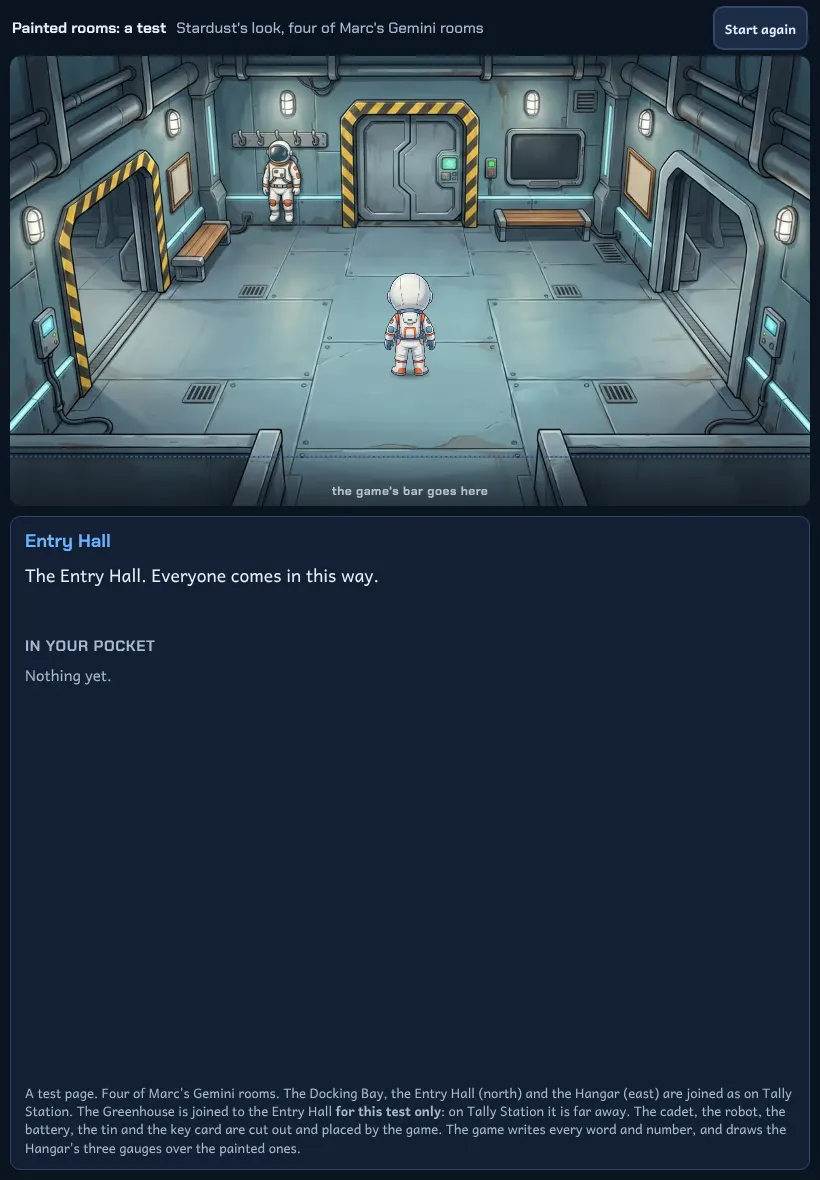 Painted rooms: a test Stardust's look, four of Marc's Gemini rooms
Start again
the game's bar goes here
Entry Hall
The Entry Hall. Everyone comes in this way.
IN YOUR POCKET
Nothing yet.
A test page. Four of Marc's Gemini rooms. The Docking Bay, the Entry Hall (north) and the Hangar (east) are joined as on Tally
Station. The Greenhouse is joined to the Entry Hall for this test only: on Tally Station it is far away. The cadet, the robot, the
battery, the tin and the key card are cut out and placed by the game. The game writes every word and number, and draws the
Hangar's three gauges over the painted ones.